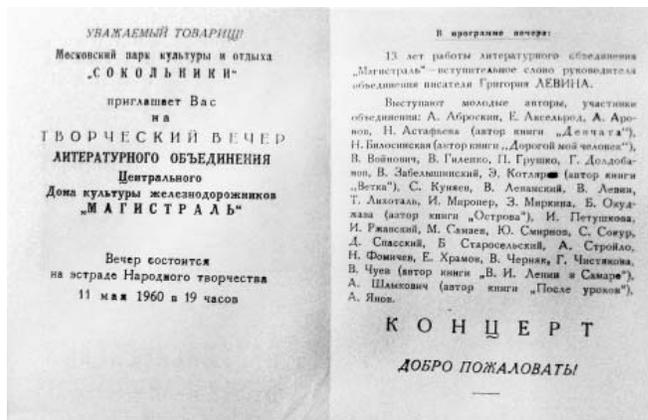 УВАЖАЕМЫЙ ТОВАРИЩ!
Московский парк культуры и отдыха
„СОКОЛЬНИКИ“
приглашает Вас
на
ТВОРЧЕСКИЙ ВЕЧЕР
ЛИТЕРАТУРНОГО ОБЪЕДИНЕНИЯ
Центрального
Дома культуры железнодорожников
„МАГИСТРАЛЬ“
Вечер состоится
на эстраде Народного творчества
11 мая 1960 в 19 часов
В программе вечера:
13 лет работы литературного объединения
„Магистраль“—вступительное слово руководителя
объединения писателя Григория ЛЕВИНА.
Выступают молодые авторы, участники
объединения: А. Аброскин, Е. Аксельрод, А. Аро-
нов, Н. Астафьева (автор книги „Девчата“),
Н. Билосинская (автор книги „Дорогой мой человек“),
В. Войнович, В. Гиленко, П. Грушко, Г. Долдоба-
нов, В. Забелышинский, Э. Котляр (автор книги
„Ветка“), С. Куняев, В. Леванский, В. Левин,
Т. Лихоталь, И. Миронер, З. Миркина, Б. Окуд-
жава (автор книги „Острова“), И. Петушкова,
И. Ржавский, М. Санаев, Ю. Смирнов, С. Сокур,
Д. Спасский, Б Старосельский, А. Стройло,
Н. Фомичев, Е. Храмов, В. Черняк, Г. Чистякова,
В. Чуев (автор книги „В. И. Ленин в Самаре“),
А. Шлыкович (автор книги „После уроков“),
А. Янов.
КОНЦЕРТ
ДОБРО ПОЖАЛОВАТЬ!